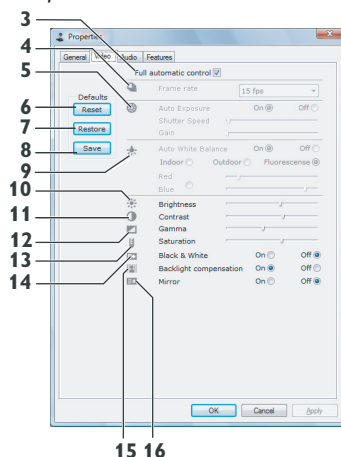 3
Properties
4
General Video Audio Features
5
Full automatic control
Frame rate 15 fps
Defaults
6
Reset
Auto Exposure On Off
Shutter Speed
7
Restore
Gain
8
Save
Auto White Balance On Off
9
Indoor Outdoor Fluorescense
Red
10
Blue
Brightness
11
Contrast
12
Gamma
13
Saturation
14
Black & White On Off
Backlight compensation On Off
Mirror On Off
OK Cancel Apply
15 16